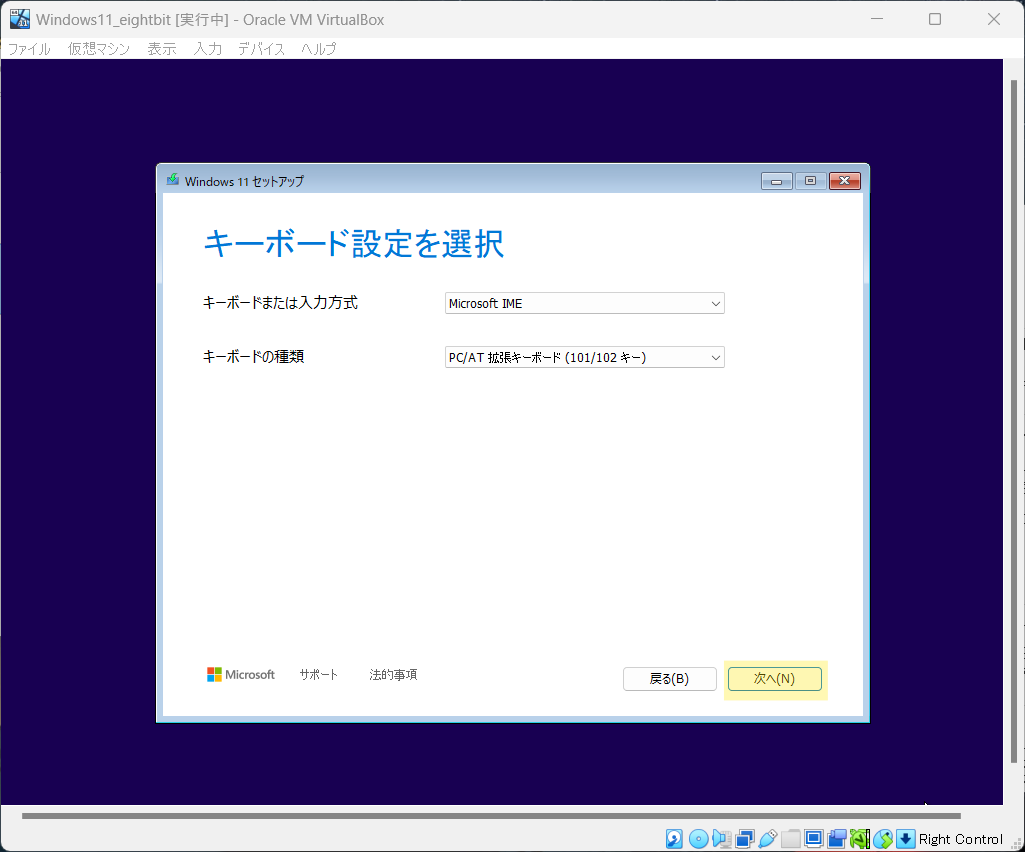 Windows11_eightbit [実行中] - Oracle VM VirtualBox
ファイル 仮想マシン 表示 入力 デバイス ヘルプ
Windows 11 セットアップ
キーボード設定を選択
キーボードまたは入力方式 Microsoft IME
キーボードの種類 PC/AT 拡張キーボード (101/102 キー)
Microsoft サポート 法的事項 戻る(B) 次へ(N)
Right Control